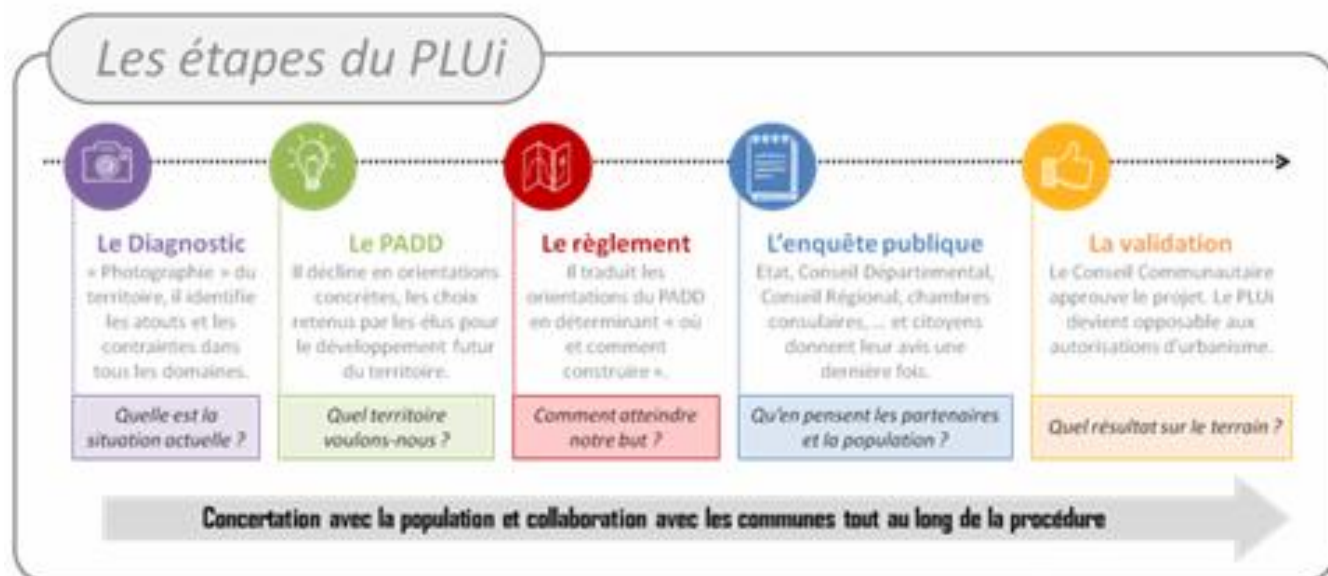 Les étapes du PLUi
Le Diagnostic
« Photographie » du
territoire, il identifie
les atouts et les
contraintes dans
tous les domaines.
Quelle est la
situation actuelle ?
Le PADD
Il décline en orientations
concrètes, les choix
retenus par les élus pour
le développement futur
du territoire.
Quel territoire
voulons-nous ?
Le règlement
Il traduit les
orientations du PADD
en déterminant « où
et comment
construire ».
Comment atteindre
notre but ?
L'enquête publique
Etat, Conseil Départemental,
Conseil Régional, chambres
consulaires, ... et citoyens
donnent leur avis une
dernière fois.
Qu'en pensent les partenaires
et la population ?
La validation
Le Conseil Communautaire
approuve le projet. Le PLUi
devient opposable aux
autorisations d'urbanisme.
Quel résultat sur le terrain ?
Concertation avec la population et collaboration avec les communes tout au long de la procédure